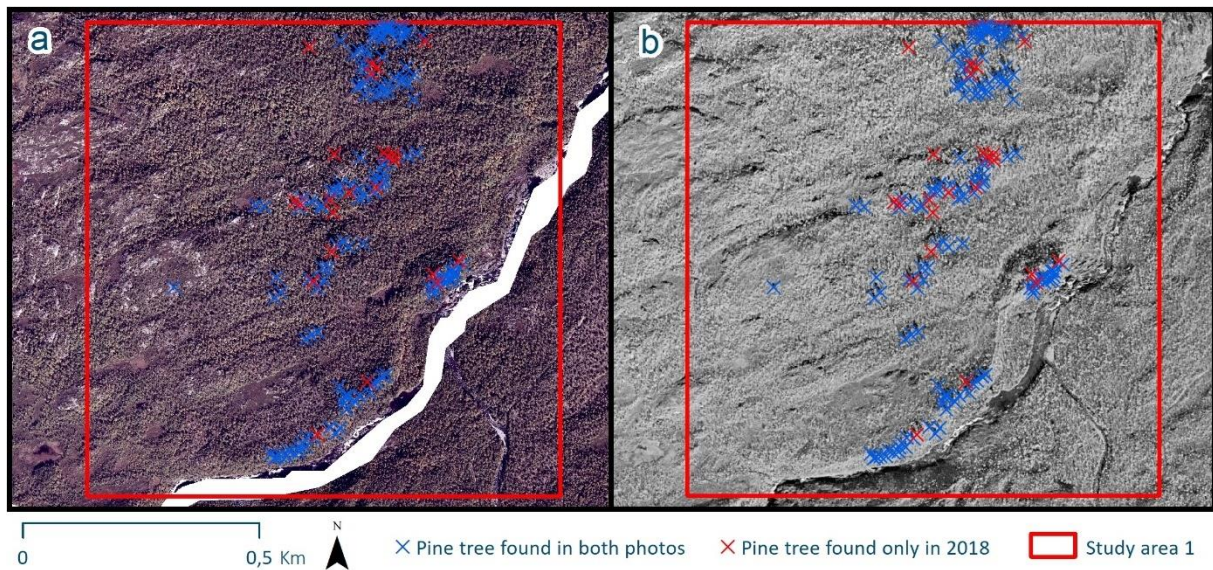 a
b
0
0,5 Km
N
Pine tree found in both photos
Pine tree found only in 2018
Study area 1